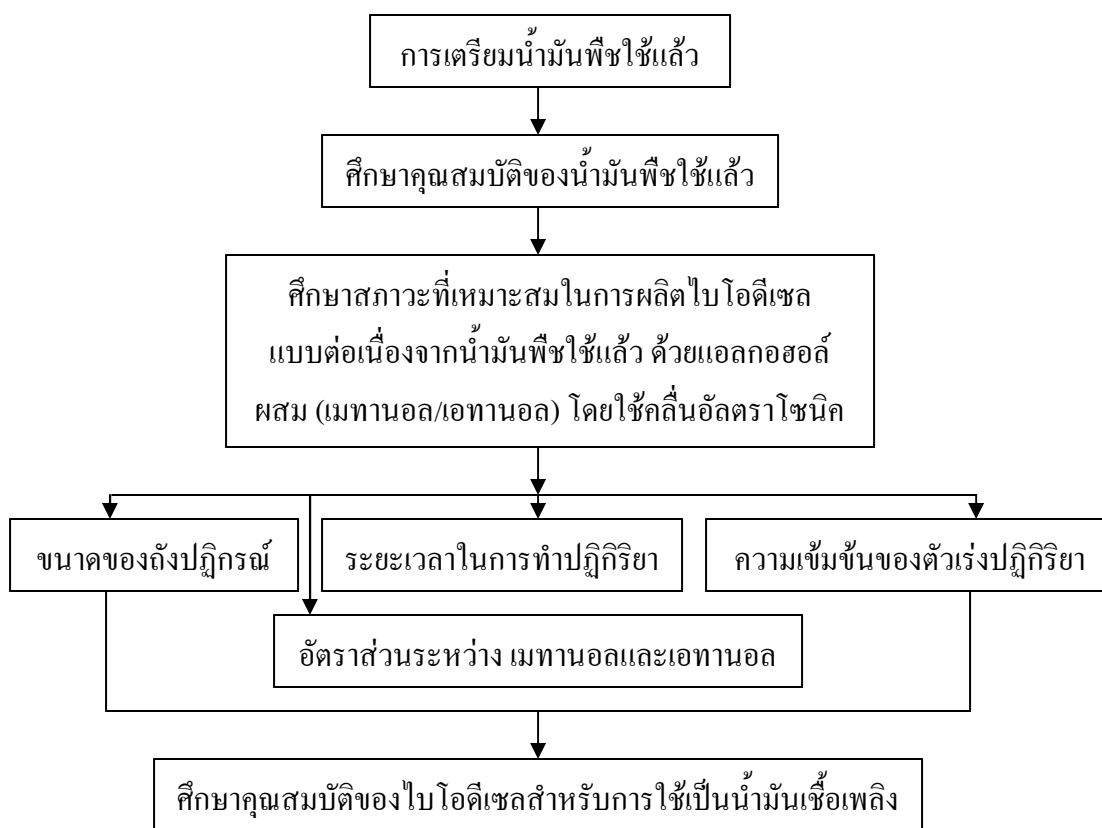 การเตรียมน้ำมันพืชใช้แล้ว
ศึกษาคุณสมบัติของน้ำมันพืชใช้แล้ว
ศึกษาสภาวะที่เหมาะสมในการผลิตไบโอดีเซล
แบบต่อเนื่องจากน้ำมันพืชใช้แล้ว ด้วยแอลกอฮอล์
ผสม (เมทานอล/เอทานอล) โดยใช้คลื่นอัลตราโซนิค
ขนาดของถังปฏิกรณ์
ระยะเวลาในการทำปฏิกิริยา
ความเข้มข้นของตัวเร่งปฏิกิริยา
อัตราส่วนระหว่าง เมทานอลและเอทานอล
ศึกษาคุณสมบัติของไบโอดีเซลสำหรับการใช้เป็นน้ำมันเชื้อเพลิง